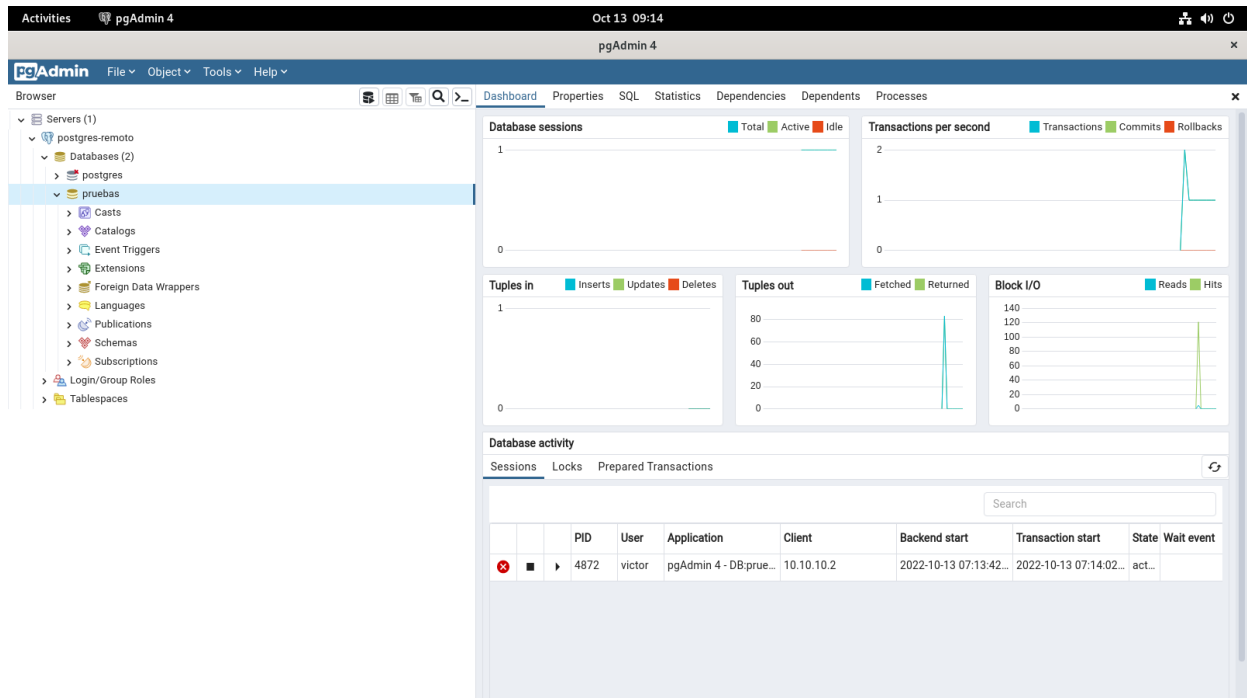 Activities pgAdmin 4 Oct 13 09:14
pgAdmin 4
pgAdmin File Object Tools Help
Browser
Dashboard Properties SQL Statistics Dependencies Dependents Processes
Servers (1)
postgres-remoto
Databases (2)
postgres
pruebas
Casts
Catalogs
Event Triggers
Extensions
Foreign Data Wrappers
Languages
Publications
Schemas
Subscriptions
Login/Group Roles
Tablespaces
Database sessions Total Active Idle
1
0
Transactions per second Transactions Commits Rollbacks
2
1
0
Tuples in Inserts Updates Deletes
1
0
Tuples out Fetched Returned
80
60
40
20
0
Block I/O Reads Hits
140
120
100
80
60
40
20
0
Database activity
Sessions Locks Prepared Transactions
Search
PID User Application Client Backend start Transaction start State Wait event
4872 victor pgAdmin 4 - DB:prue... 10.10.10.2 2022-10-13 07:13:42... 2022-10-13 07:14:02... act...